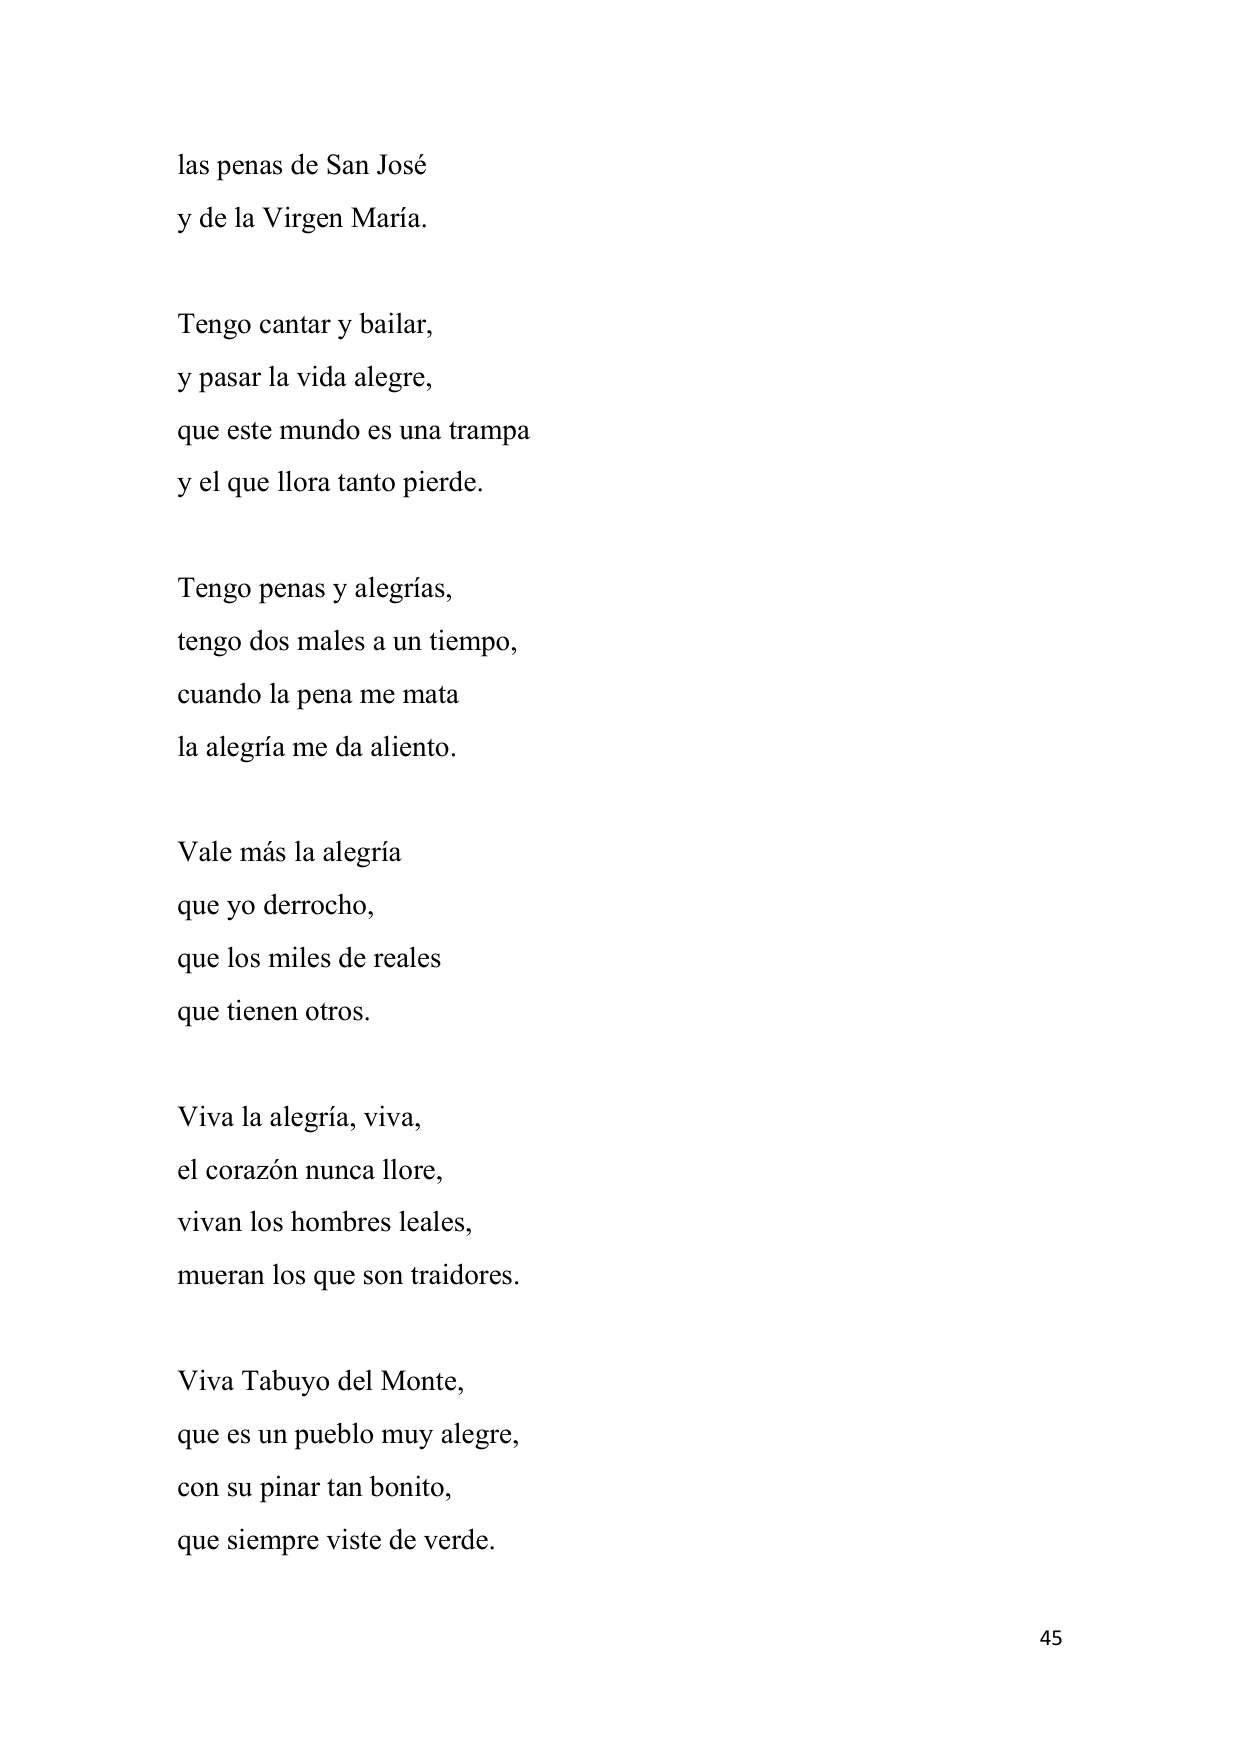 las penas de San José
y de la Virgen María.

Tengo cantar y bailar,
y pasar la vida alegre,
que este mundo es una trampa
y el que llora tanto pierde.

Tengo penas y alegrías,
tengo dos males a un tiempo,
cuando la pena me mata
la alegría me da aliento.

Vale más la alegría
que yo derrocho,
que los miles de reales
que tienen otros.

Viva la alegría, viva,
el corazón nunca llore,
vivan los hombres leales,
mueran los que son traidores.

Viva Tabuyo del Monte,
que es un pueblo muy alegre,
con su pinar tan bonito,
que siempre viste de verde.

45